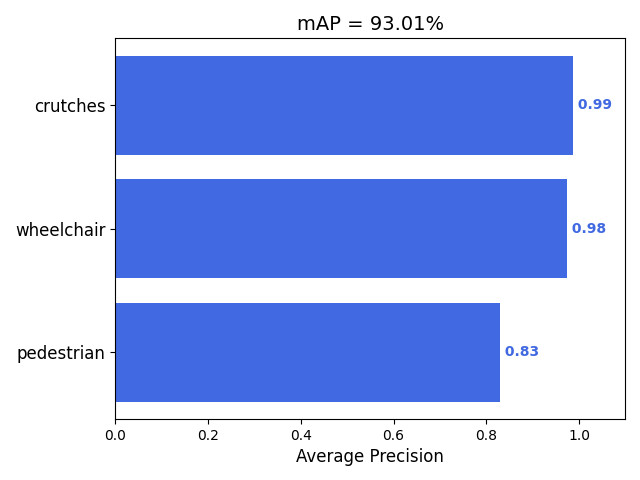 mAP = 93.01%
crutches
0.99
wheelchair
0.98
pedestrian
0.83
0.0 0.2 0.4 0.6 0.8 1.0
Average Precision